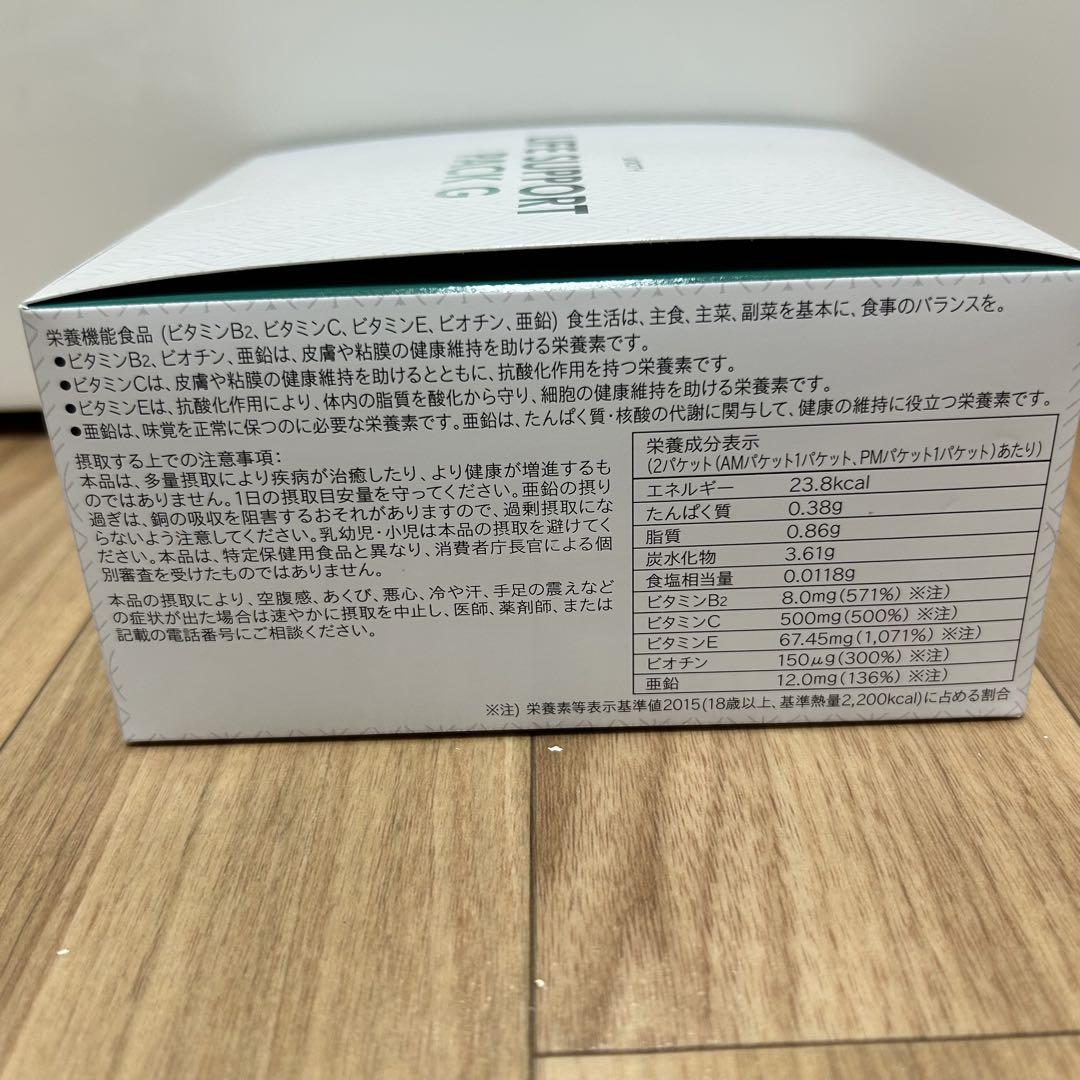 LIFE SUPPORT
PACK G
栄養機能食品 (ビタミンB2、ビタミンC、ビタミンE、ビオチン、亜鉛) 食生活は、主食、主菜、副菜を基本に、食事のバランスを。
●ビタミンB2、ビオチン、亜鉛は、皮膚や粘膜の健康維持を助ける栄養素です。
●ビタミンCは、皮膚や粘膜の健康維持を助けるとともに、抗酸化作用を持つ栄養素です。
●ビタミンEは、抗酸化作用により、体内の脂質を酸化から守り、細胞の健康維持を助ける栄養素です。
●亜鉛は、味覚を正常に保つのに必要な栄養素です。亜鉛は、たんぱく質・核酸の代謝に関与して、健康の維持に役立つ栄養素です。
摂取する上での注意事項:
本品は、多量摂取により疾病が治癒したり、より健康が増進するも
のではありません。1日の摂取目安量を守ってください。亜鉛の摂り
過ぎは、銅の吸収を阻害するおそれがありますので、過剰摂取にな
らないよう注意してください。乳幼児・小児は本品の摂取を避けてく
ださい。本品は、特定保健用食品と異なり、消費者庁長官による個
別審査を受けたものではありません。
本品の摂取により、空腹感、あくび、悪心、冷や汗、手足の震えなど
の症状が出た場合は速やかに摂取を中止し、医師、薬剤師、または
記載の電話番号にご相談ください。
栄養成分表示
(2パケット(AMパケット1パケット、PMパケット1パケット)あたり)
エネルギー 23.8kcal
たんぱく質 0.38g
脂質 0.86g
炭水化物 3.61g
食塩相当量 0.0118g
ビタミンB2 8.0mg(571%) ※注)
ビタミンC 500mg(500%) ※注)
ビタミンE 67.45mg(1,071%) ※注)
ビオチン 150μg(300%) ※注)
亜鉛 12.0mg(136%) ※注)
※注) 栄養素等表示基準値2015(18歳以上、基準熱量2,200kcal)に占める割合